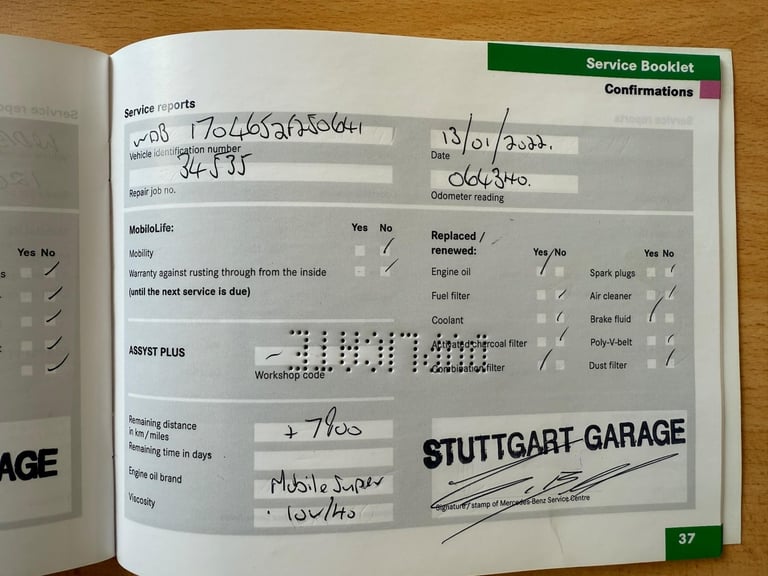 Service Booklet
Confirmations
Service reports
WDB 1704652F250641
Vehicle identification number
34535
Repair job no.
13/01/2022.
Date
064340.
Odometer reading
MobiloLife: Yes No
Mobility
Warranty against rusting through from the inside
(until the next service is due)
Replaced /
renewed: Yes/No Yes No
Engine oil Spark plugs
Fuel filter Air cleaner
Coolant Brake fluid
Activated charcoal filter Poly-V-belt
Combination filter Dust filter
ASSYST PLUS
Workshop code
DUPLICATE
Remaining distance
in km/miles
+ 7900
Remaining time in days
Engine oil brand
Mobile Super
Viscosity
10w/40
STUTTGART GARAGE
Signature / stamp of Mercedes-Benz Service Centre
37
Yes No
AGE